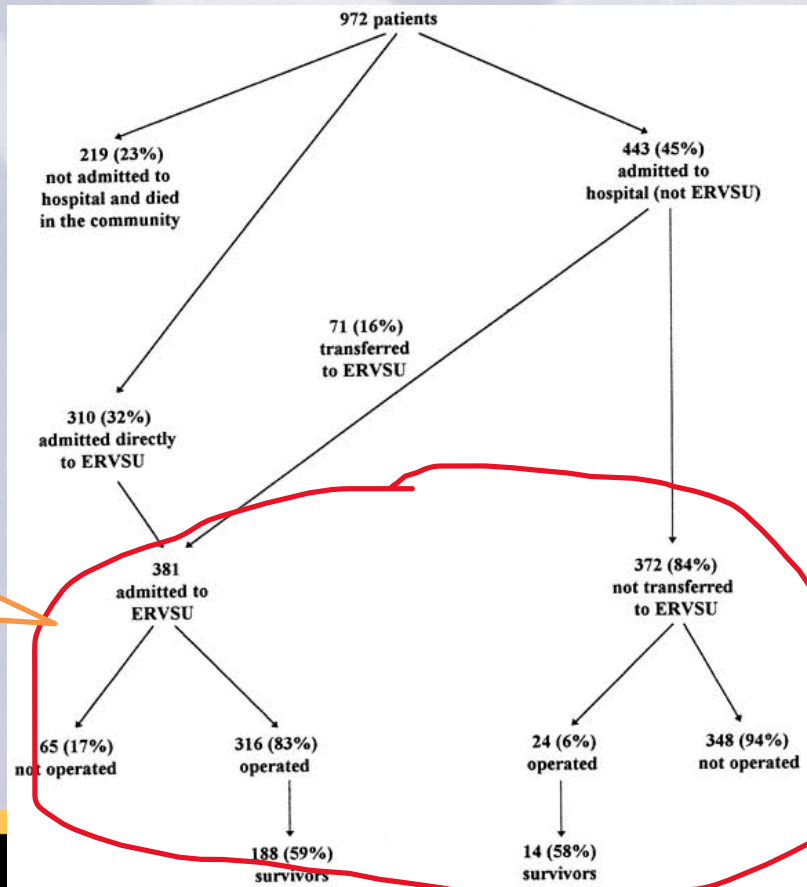 972 patients
219 (23%)
not admitted to
hospital and died
in the community
443 (45%)
admitted to
hospital (not ERVSU)
71 (16%)
transferred
to ERVSU
310 (32%)
admitted directly
to ERVSU
381
admitted to
ERVSU
372 (84%)
not transferred
to ERVSU
65 (17%)
not operated
316 (83%)
operated
24 (6%)
operated
348 (94%)
not operated
188 (59%)
survivors
14 (58%)
survivors